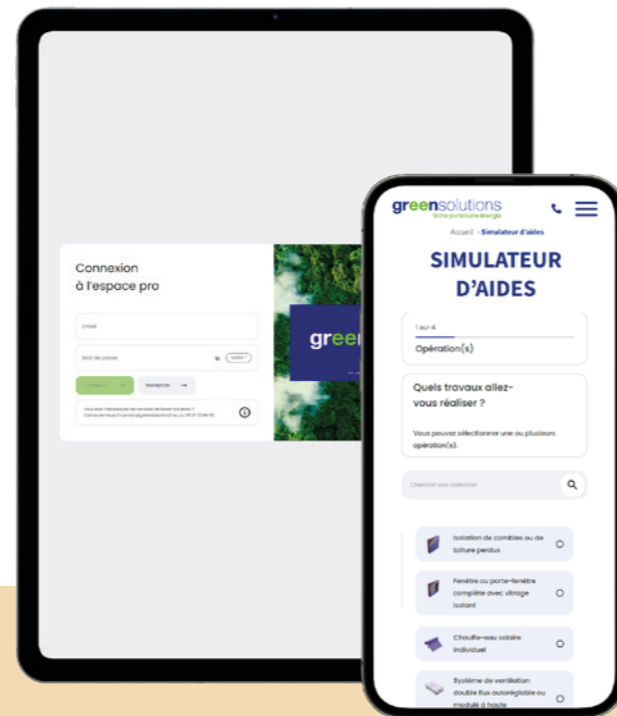 Connexion
à l'espace pro
Email
Mot de passe
Inscription
gree
greensolutions
Votre partenaire énergie
Accueil - Simulateur d'aides
SIMULATEUR
D'AIDES
1 sur 4
Opération(s)
Quels travaux allez-
vous réaliser ?
Vous pouvez sélectionner une ou plusieurs
opération(s).
Chercher une opération
Isolation de combles ou de
toiture perdus
Fenêtre ou porte-fenêtre
complète avec vitrage
isolant
Chauffe-eau solaire
individuel
Système de ventilation
double flux autoréglable ou
modulé à haute